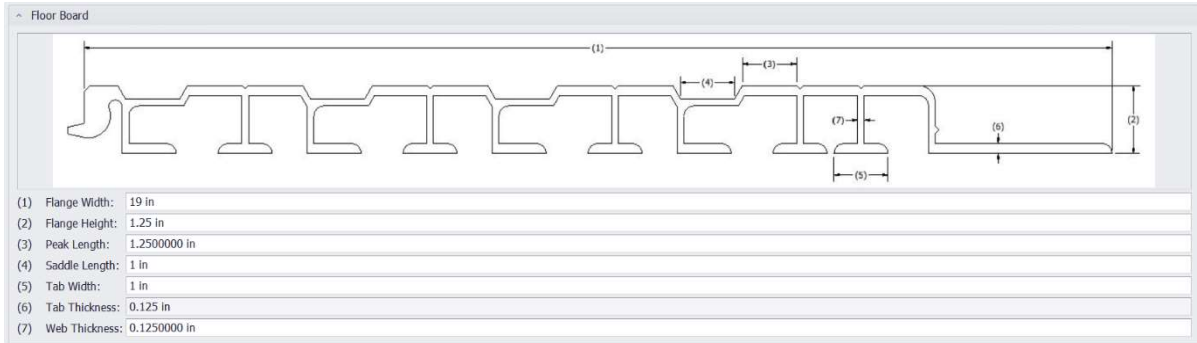 Floor Board
(1)
(3)
(4)
(7)
(6)
(2)
(5)
(1) Flange Width: 19 in
(2) Flange Height: 1.25 in
(3) Peak Length: 1.2500000 in
(4) Saddle Length: 1 in
(5) Tab Width: 1 in
(6) Tab Thickness: 0.125 in
(7) Web Thickness: 0.1250000 in